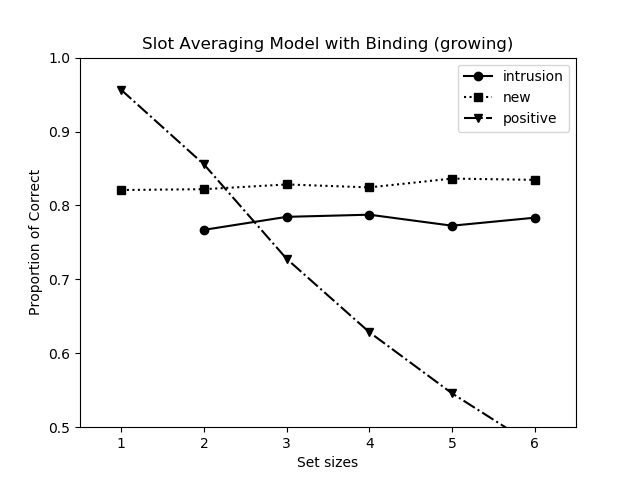 Slot Averaging Model with Binding (growing)
intrusion
new
positive
Proportion of Correct
1.0
0.9
0.8
0.7
0.6
0.5
1 2 3 4 5 6
Set sizes